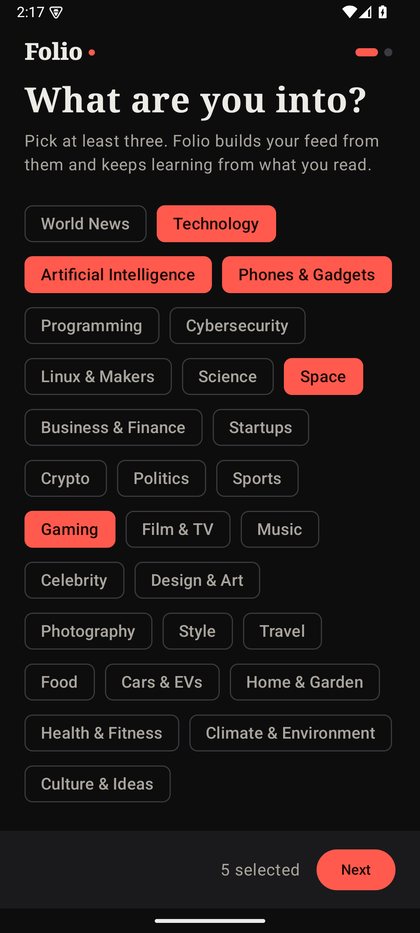 2:17
Folio
What are you into?
Pick at least three. Folio builds your feed from
them and keeps learning from what you read.
World News Technology
Artificial Intelligence Phones & Gadgets
Programming Cybersecurity
Linux & Makers Science Space
Business & Finance Startups
Crypto Politics Sports
Gaming Film & TV Music
Celebrity Design & Art
Photography Style Travel
Food Cars & EVs Home & Garden
Health & Fitness Climate & Environment
Culture & Ideas
5 selected Next